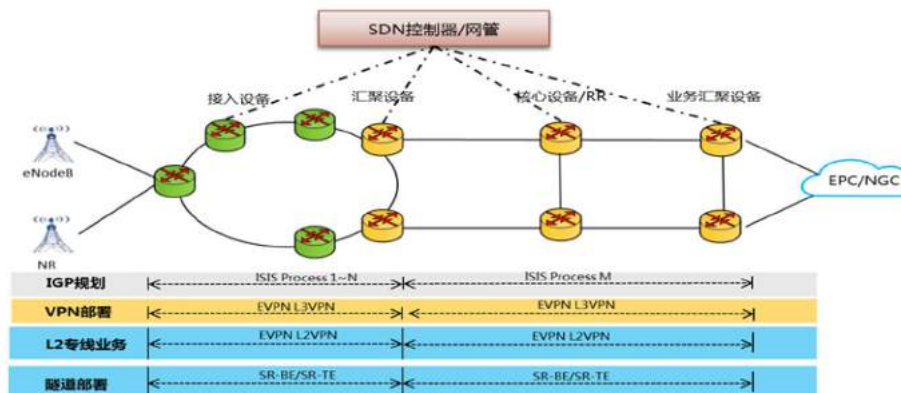 SDN控制器/网管
接入设备
汇聚设备
核心设备/RR
业务汇聚设备
eNodeB
EPC/NGC
NR
IGP规划
ISIS Process 1~N
ISIS Process M
VPN部署
EVPN L3VPN
EVPN L3VPN
L2专线业务
EVPN L2VPN
EVPN L2VPN
隧道部署
SR-BE/SR-TE
SR-BE/SR-TE